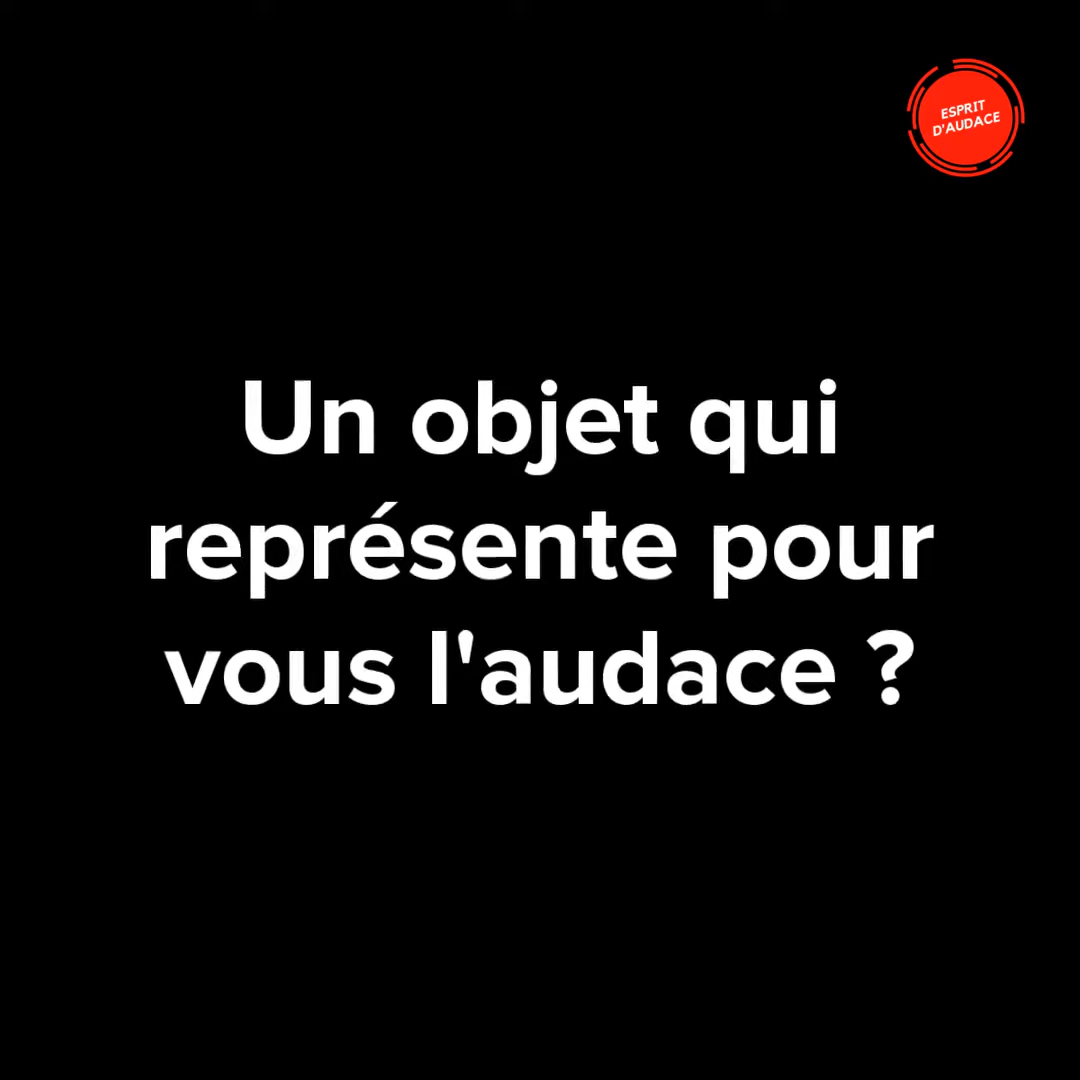 ESPRIT
D'AUDACE
Un objet qui
représente pour
vous l'audace ?